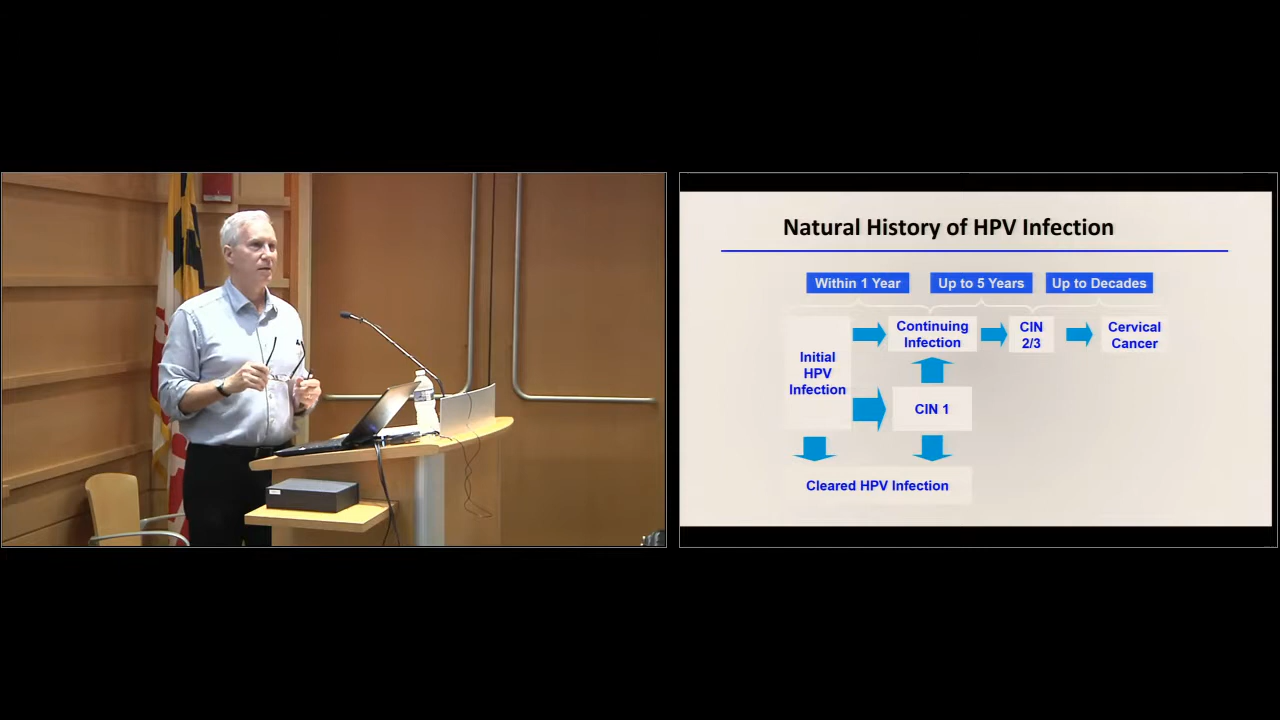 Natural History of HPV Infection
Within 1 Year
Up to 5 Years
Up to Decades
Initial
HPV
Infection
Continuing
Infection
CIN
2/3
Cervical
Cancer
CIN 1
Cleared HPV Infection